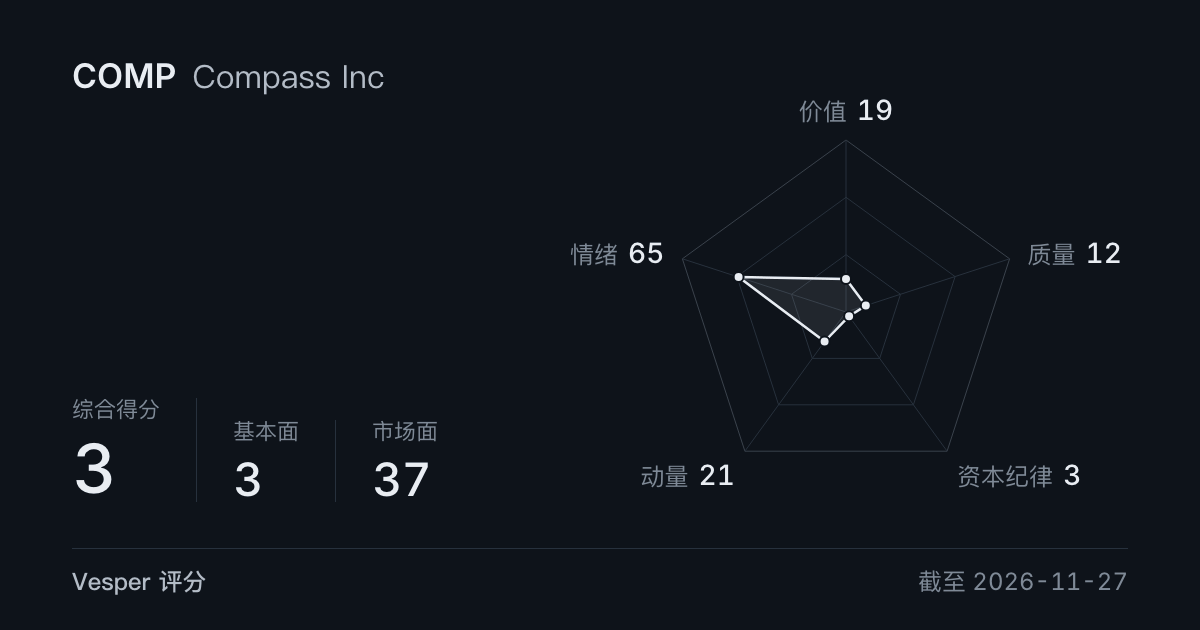 COMP Compass Inc
价值 19
情绪 65
质量 12
动量 21
资本纪律 3
综合得分
3
基本面
3
市场面
37
Vesper 评分
截至 2026-11-27